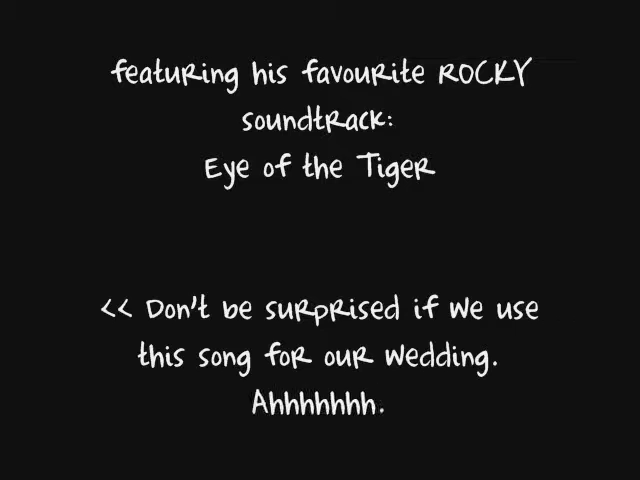 featuring his favourite ROCKY
soundtrack:
Eye of the Tiger
<< Don't be surprised if we use
this song for our wedding.
Ahhhhhhh.